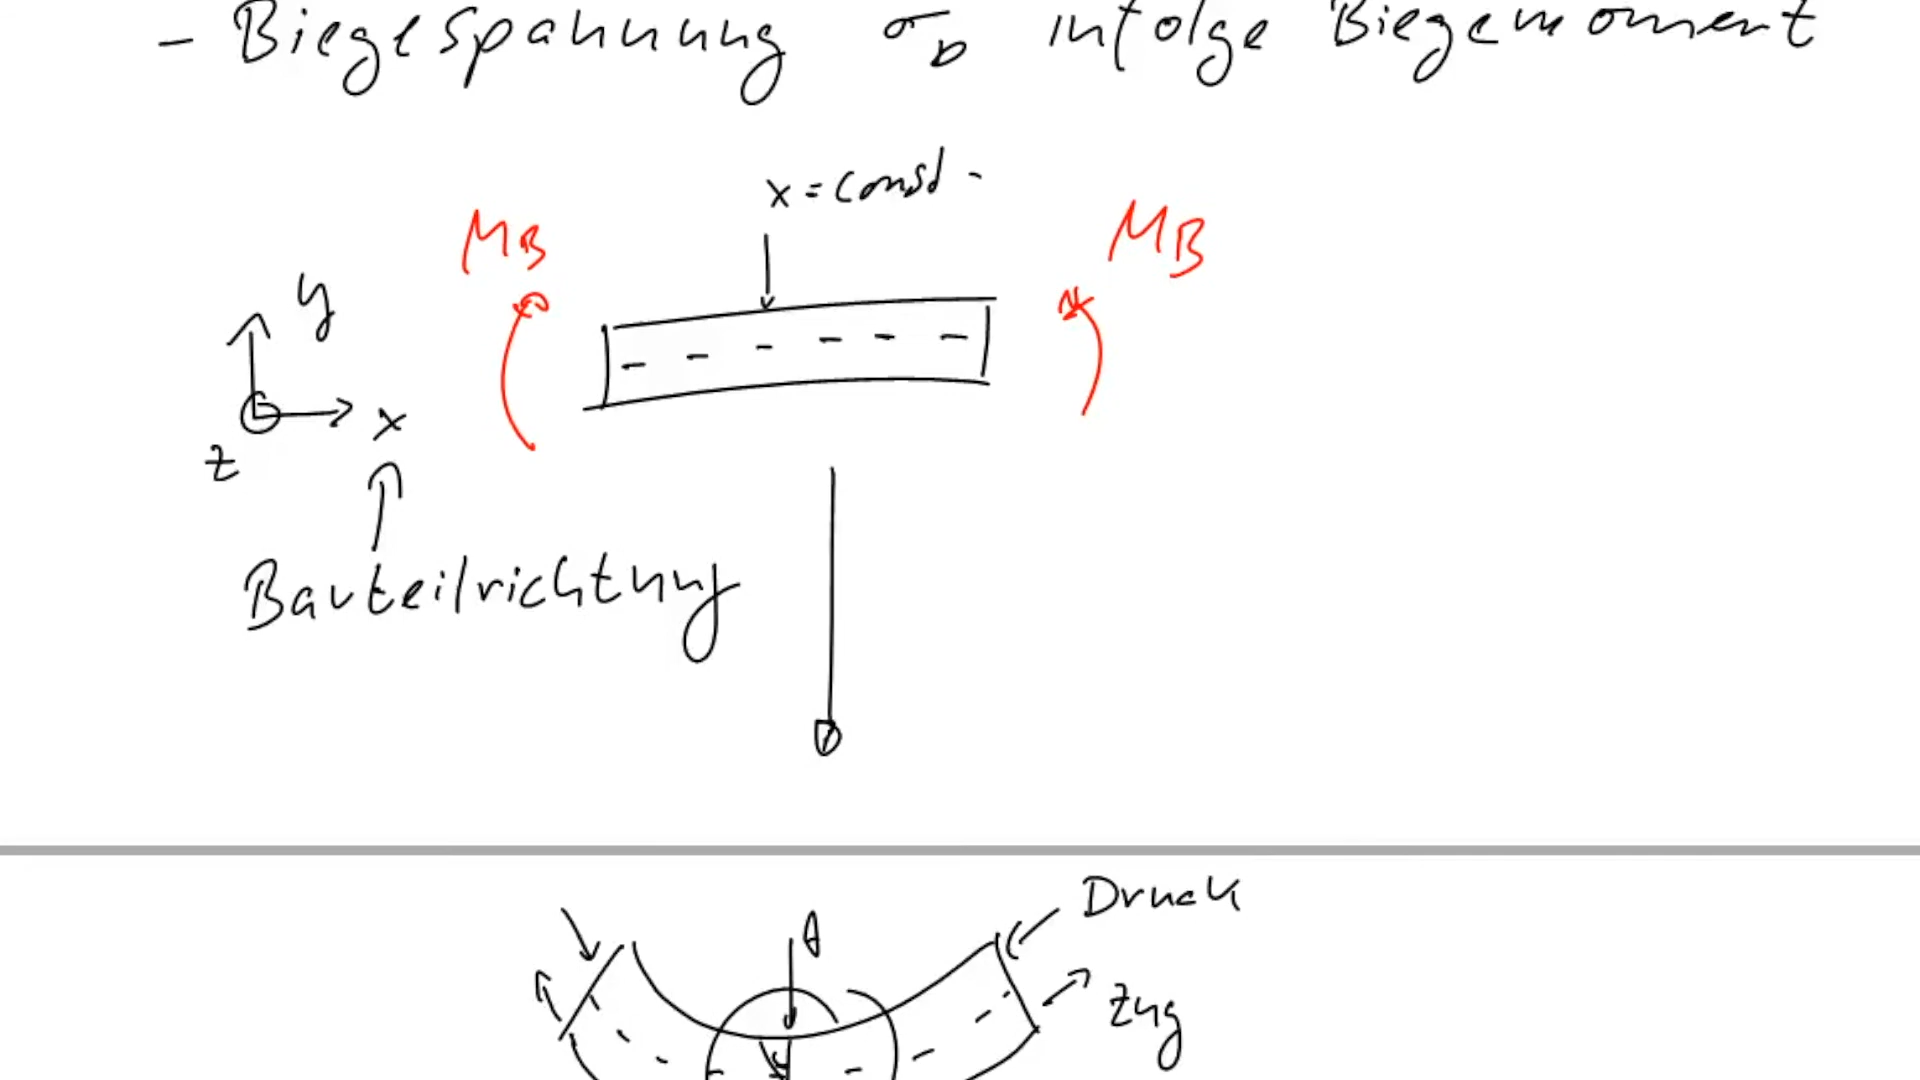 - Biegespannung σb infolge Biegemoment
x = const.
MB
MB
y
x
z
Bauteilrichtung
Druck
A
Zug